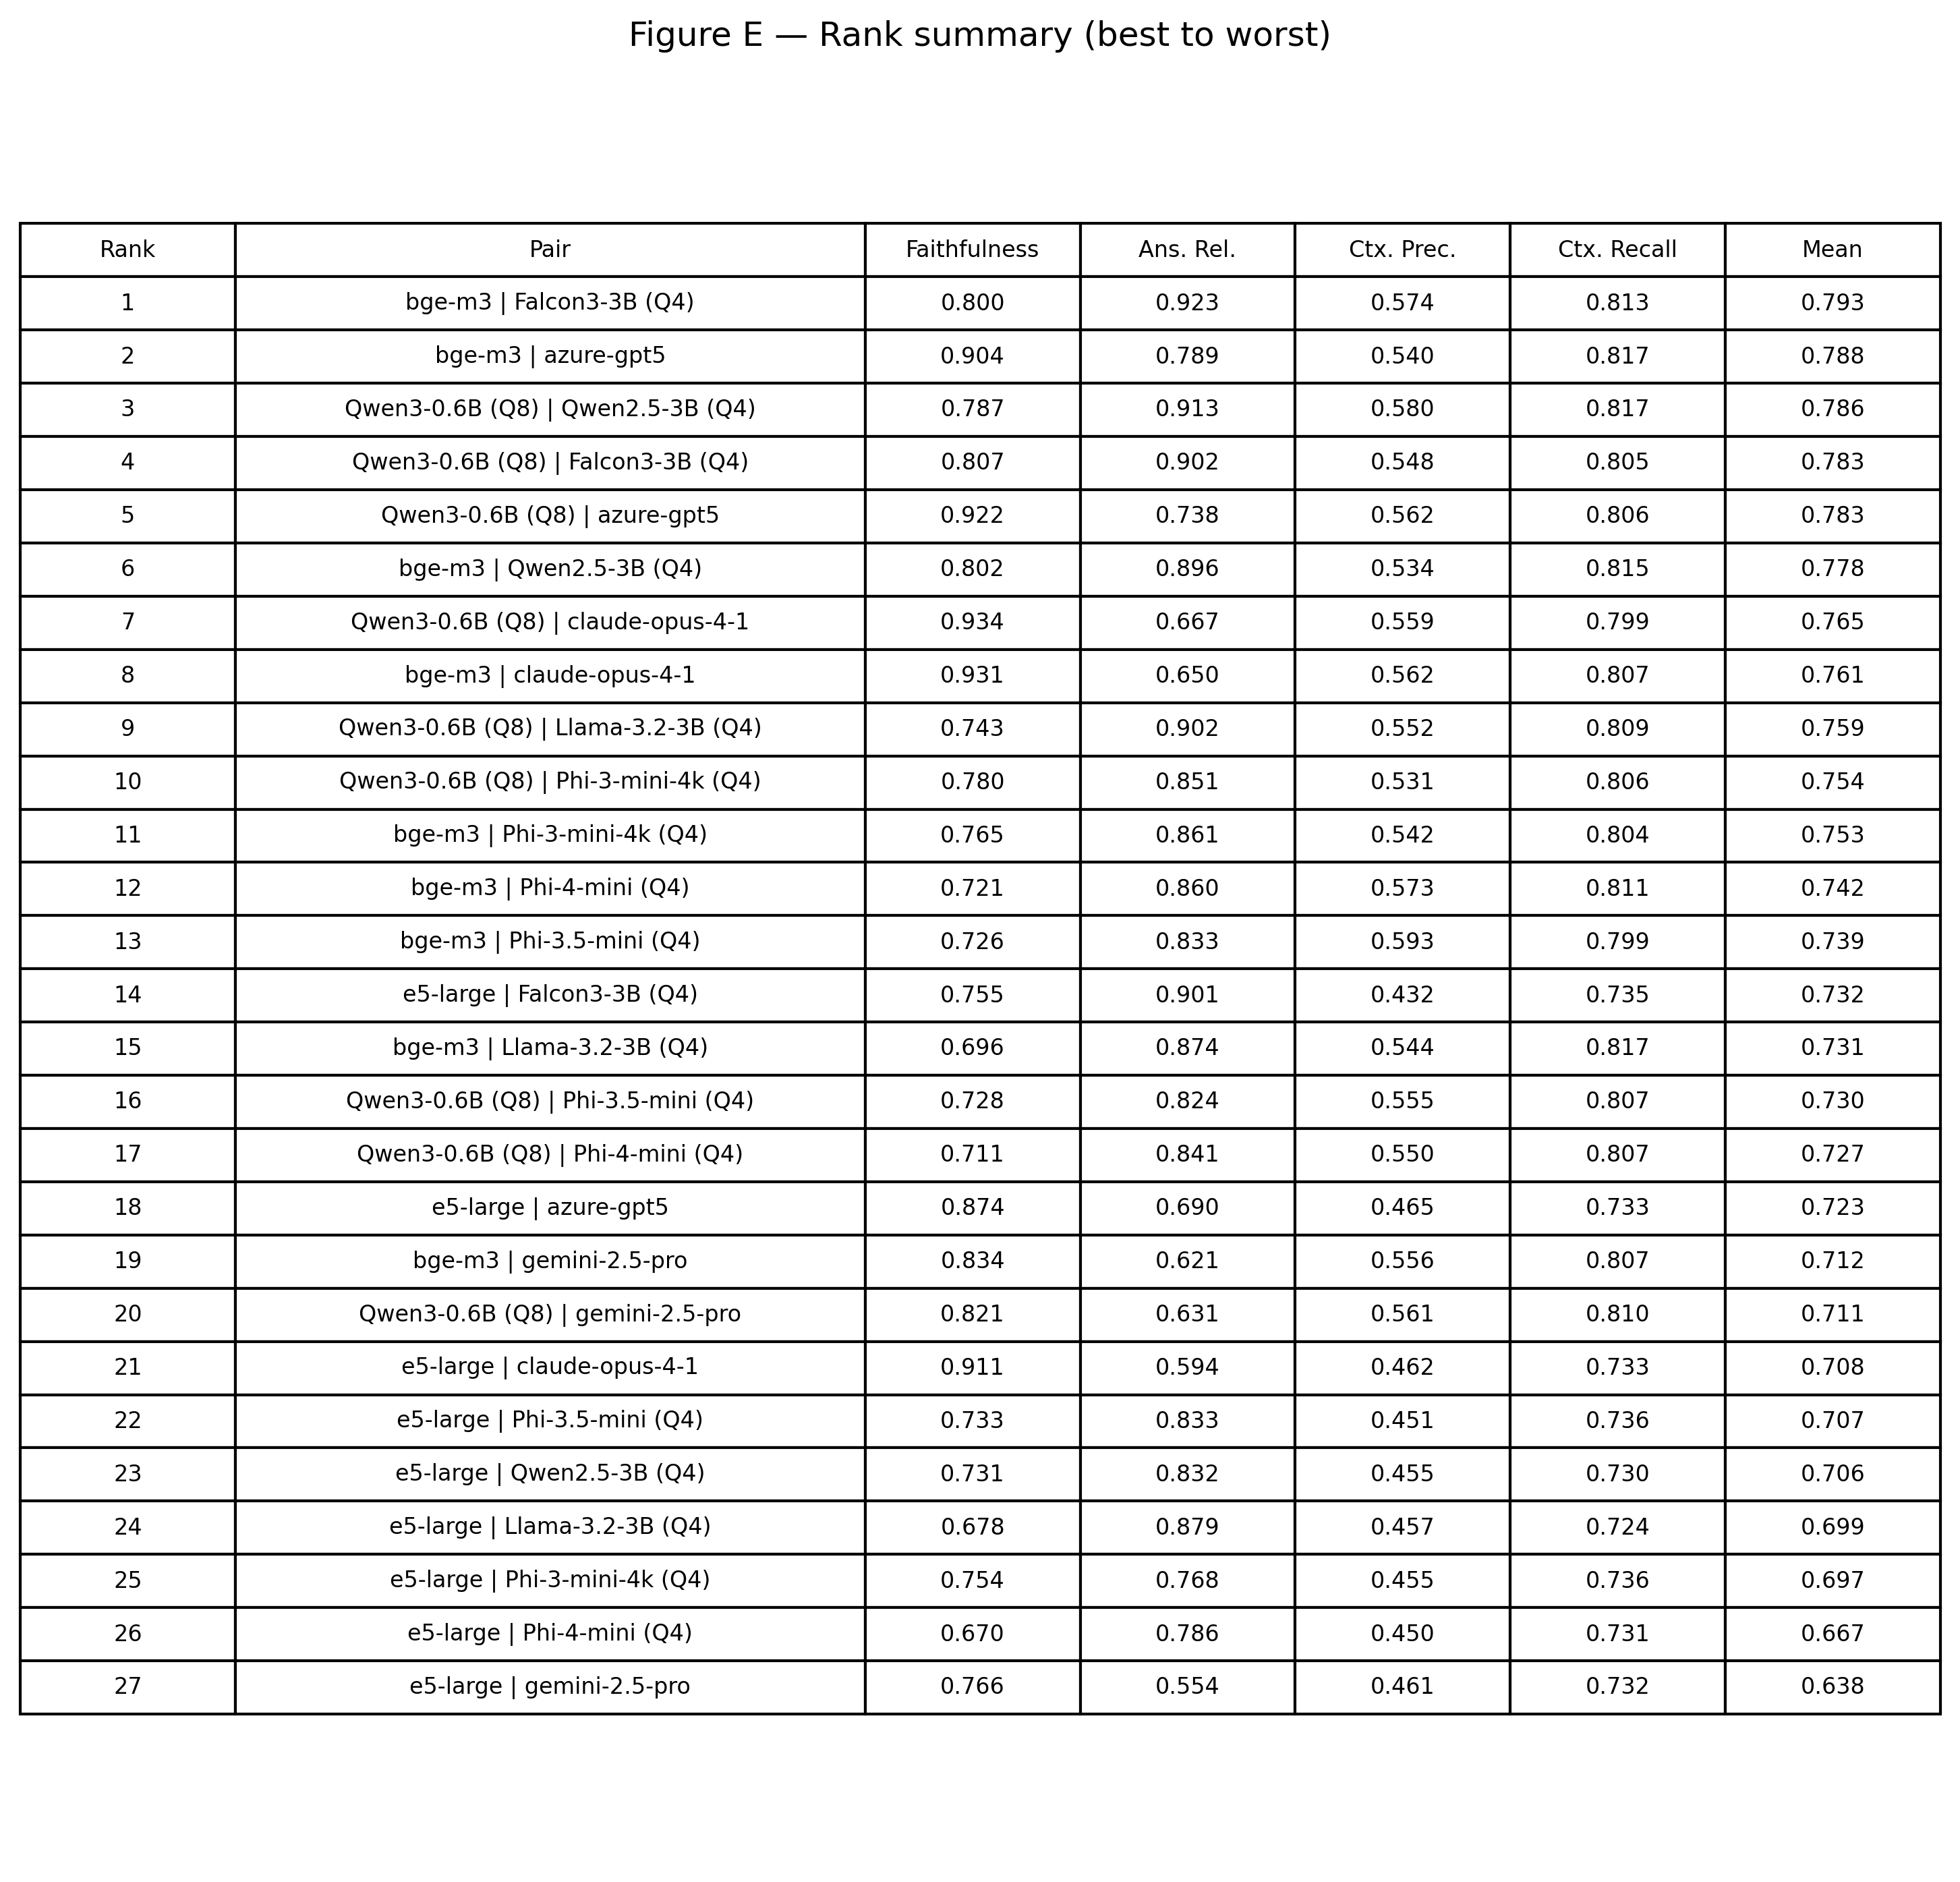 Figure E — Rank summary (best to worst)
Rank Pair Faithfulness Ans. Rel. Ctx. Prec. Ctx. Recall Mean
1 bge-m3 | Falcon3-3B (Q4) 0.800 0.923 0.574 0.813 0.793
2 bge-m3 | azure-gpt5 0.904 0.789 0.540 0.817 0.788
3 Qwen3-0.6B (Q8) | Qwen2.5-3B (Q4) 0.787 0.913 0.580 0.817 0.786
4 Qwen3-0.6B (Q8) | Falcon3-3B (Q4) 0.807 0.902 0.548 0.805 0.783
5 Qwen3-0.6B (Q8) | azure-gpt5 0.922 0.738 0.562 0.806 0.783
6 bge-m3 | Qwen2.5-3B (Q4) 0.802 0.896 0.534 0.815 0.778
7 Qwen3-0.6B (Q8) | claude-opus-4-1 0.934 0.667 0.559 0.799 0.765
8 bge-m3 | claude-opus-4-1 0.931 0.650 0.562 0.807 0.761
9 Qwen3-0.6B (Q8) | Llama-3.2-3B (Q4) 0.743 0.902 0.552 0.809 0.759
10 Qwen3-0.6B (Q8) | Phi-3-mini-4k (Q4) 0.780 0.851 0.531 0.806 0.754
11 bge-m3 | Phi-3-mini-4k (Q4) 0.765 0.861 0.542 0.804 0.753
12 bge-m3 | Phi-4-mini (Q4) 0.721 0.860 0.573 0.811 0.742
13 bge-m3 | Phi-3.5-mini (Q4) 0.726 0.833 0.593 0.799 0.739
14 e5-large | Falcon3-3B (Q4) 0.755 0.901 0.432 0.735 0.732
15 bge-m3 | Llama-3.2-3B (Q4) 0.696 0.874 0.544 0.817 0.731
16 Qwen3-0.6B (Q8) | Phi-3.5-mini (Q4) 0.728 0.824 0.555 0.807 0.730
17 Qwen3-0.6B (Q8) | Phi-4-mini (Q4) 0.711 0.841 0.550 0.807 0.727
18 e5-large | azure-gpt5 0.874 0.690 0.465 0.733 0.723
19 bge-m3 | gemini-2.5-pro 0.834 0.621 0.556 0.807 0.712
20 Qwen3-0.6B (Q8) | gemini-2.5-pro 0.821 0.631 0.561 0.810 0.711
21 e5-large | claude-opus-4-1 0.911 0.594 0.462 0.733 0.708
22 e5-large | Phi-3.5-mini (Q4) 0.733 0.833 0.451 0.736 0.707
23 e5-large | Qwen2.5-3B (Q4) 0.731 0.832 0.455 0.730 0.706
24 e5-large | Llama-3.2-3B (Q4) 0.678 0.879 0.457 0.724 0.699
25 e5-large | Phi-3-mini-4k (Q4) 0.754 0.768 0.455 0.736 0.697
26 e5-large | Phi-4-mini (Q4) 0.670 0.786 0.450 0.731 0.667
27 e5-large | gemini-2.5-pro 0.766 0.554 0.461 0.732 0.638